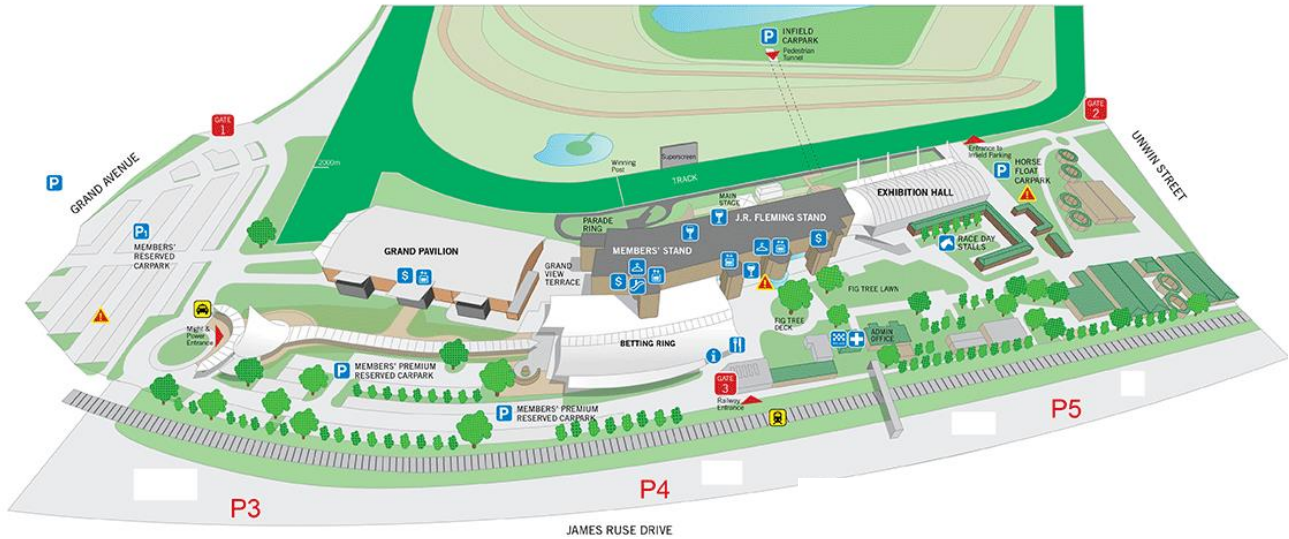 P
INFIELD
CARPARK
Pedestrian
Tunnel
GATE
1
GATE
2
GRAND AVENUE
UNWIN STREET
P
2000m
Winning
Post
Superscreen
TRACK
Entrance to
Infield Parking
P
HORSE
FLOAT
CARPARK
EXHIBITION HALL
MAIN
STAGE
J.R. FLEMING STAND
PARADE
RING
MEMBERS' STAND
P1
MEMBERS'
RESERVED
CARPARK
GRAND PAVILION
$
GRAND
VIEW
TERRACE
$
$
RACE DAY
STALLS
FIG TREE LAWN
FIG TREE
DECK
Might &
Power
Entrance
BETTING RING
ADMIN
OFFICE
i
P
MEMBERS' PREMIUM
RESERVED CARPARK
GATE
3
Railway
Entrance
P
MEMBERS' PREMIUM
RESERVED CARPARK
P3
P4
P5
JAMES RUSE DRIVE